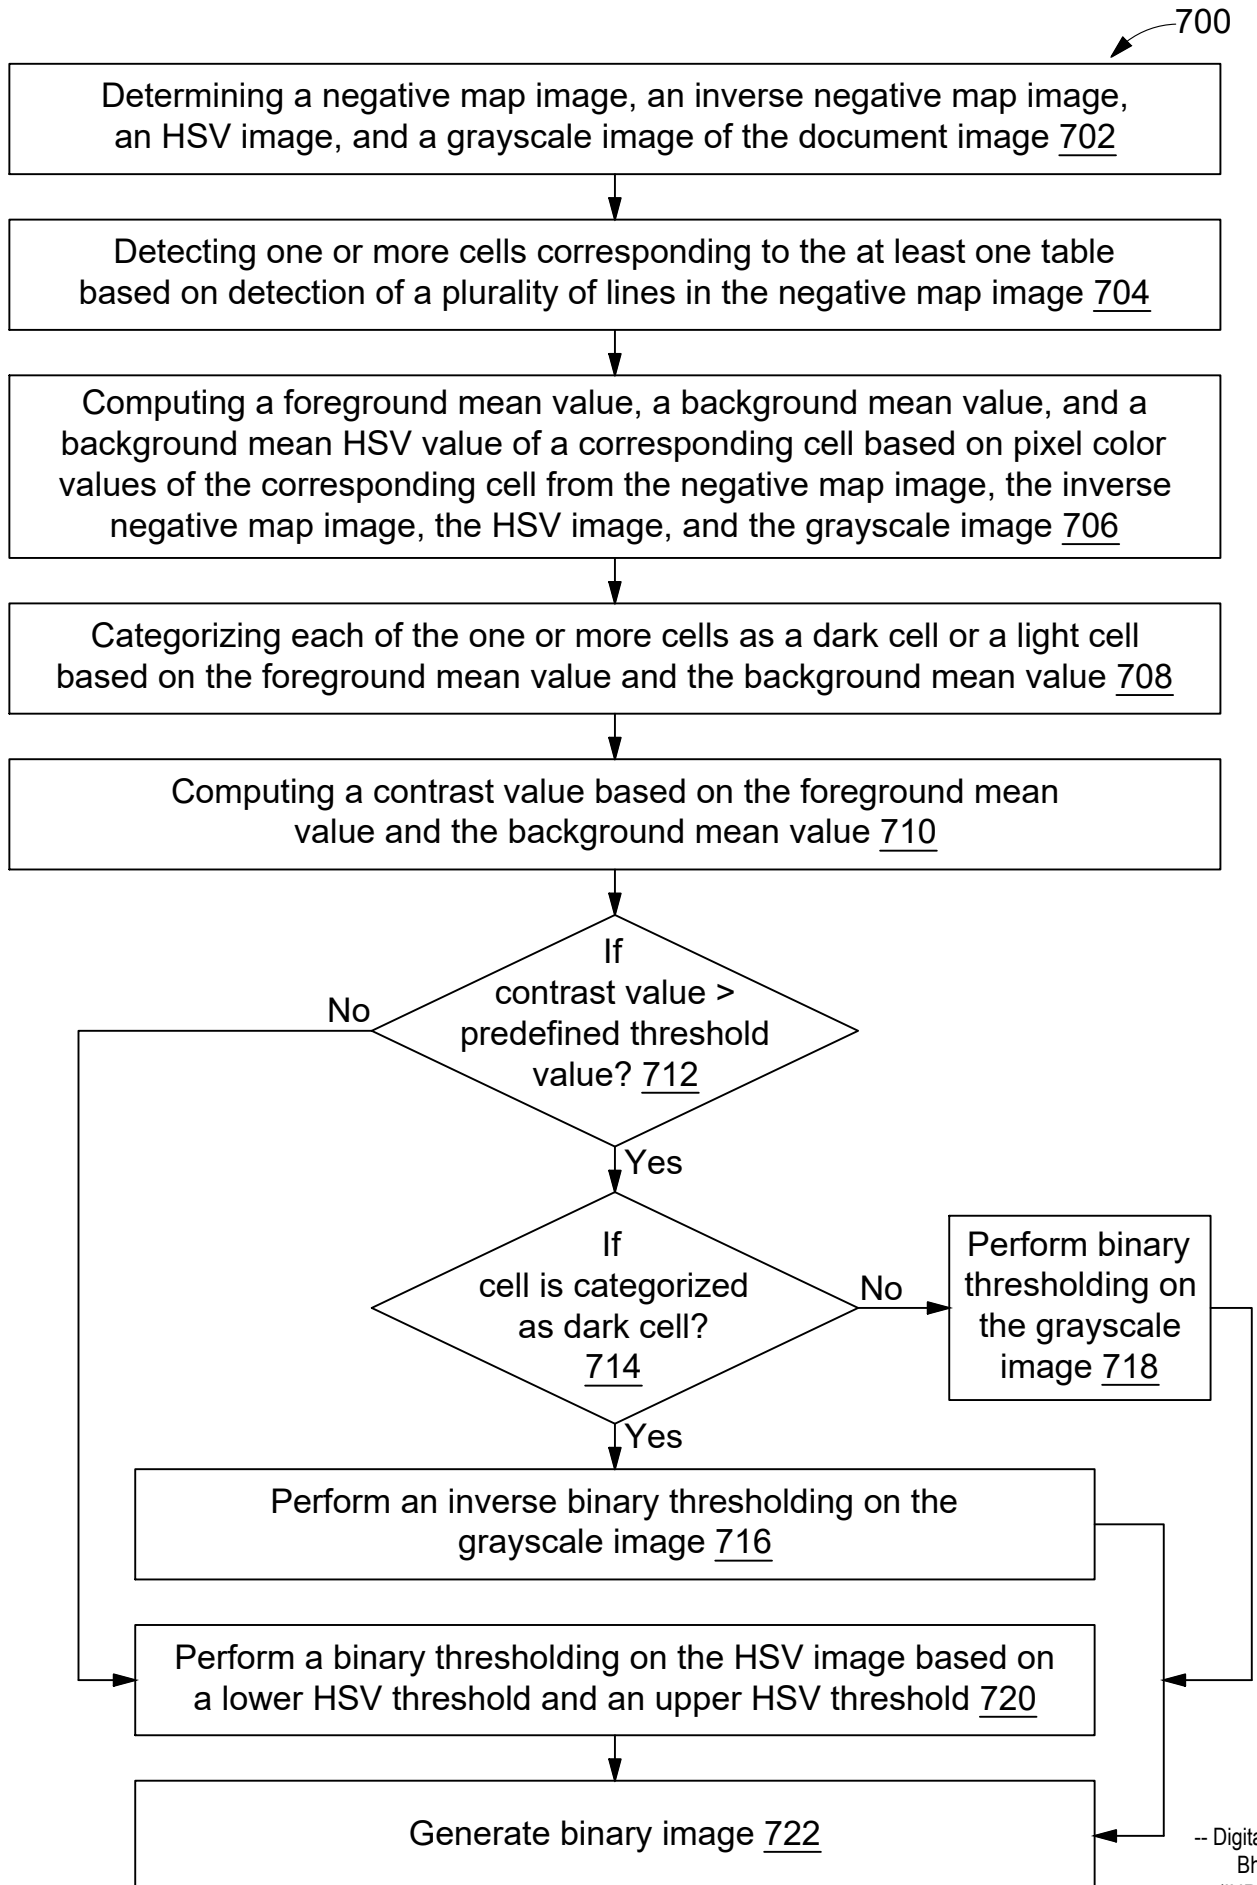 700
Determining a negative map image, an inverse negative map image,
an HSV image, and a grayscale image of the document image 702
Detecting one or more cells corresponding to the at least one table
based on detection of a plurality of lines in the negative map image 704
Computing a foreground mean value, a background mean value, and a
background mean HSV value of a corresponding cell based on pixel color
values of the corresponding cell from the negative map image, the inverse
negative map image, the HSV image, and the grayscale image 706
Categorizing each of the one or more cells as a dark cell or a light cell
based on the foreground mean value and the background mean value 708
Computing a contrast value based on the foreground mean
value and the background mean value 710
If
contrast value >
predefined threshold
value? 712
No
Yes
If
cell is categorized
as dark cell?
714
No
Perform binary
thresholding on
the grayscale
image 718
Yes
Perform an inverse binary thresholding on the
grayscale image 716
Perform a binary thresholding on the HSV image based on
a lower HSV threshold and an upper HSV threshold 720
Generate binary image 722